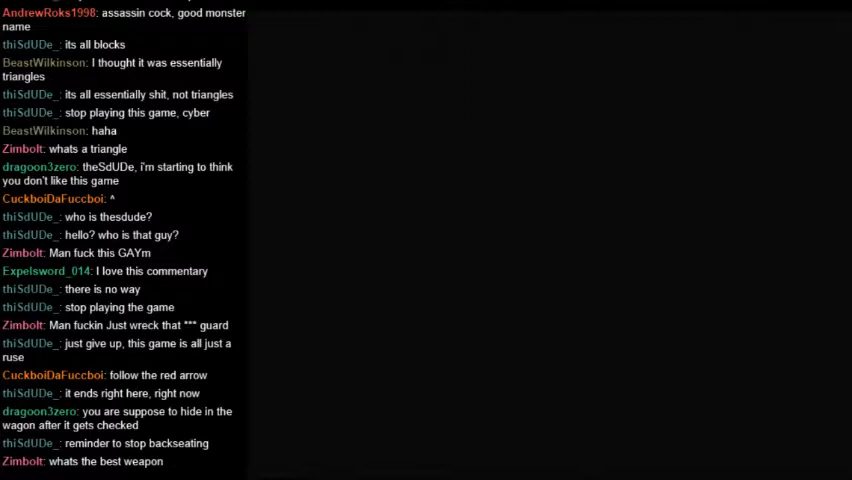 AndrewRoks1998: assassin cock, good monster
name
thiSdUDe_: its all blocks
BeastWilkinson: I thought it was essentially
triangles
thiSdUDe_: its all essentially shit, not triangles
thiSdUDe_: stop playing this game, cyber
BeastWilkinson: haha
Zimbolt: whats a triangle
dragoon3zero: theSdUDe, i'm starting to think
you don't like this game
CuckboiDaFuccboi: ^
thiSdUDe_: who is thesdude?
thiSdUDe_: hello? who is that guy?
Zimbolt: Man fuck this GAYm
Expelsword_014: I love this commentary
thiSdUDe_: there is no way
thiSdUDe_: stop playing the game
Zimbolt: Man fuckin Just wreck that *** guard
thiSdUDe_: just give up, this game is all just a
ruse
CuckboiDaFuccboi: follow the red arrow
thiSdUDe_: it ends right here, right now
dragoon3zero: you are suppose to hide in the
wagon after it gets checked
thiSdUDe_: reminder to stop backseating
Zimbolt: whats the best weapon